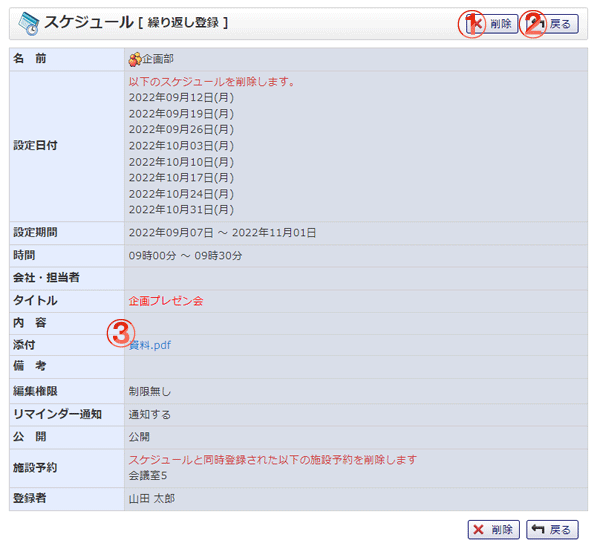 スケジュール [ 繰り返し登録 ]
① 削除 ② 戻る
名　前 企画部
設定日付 以下のスケジュールを削除します。
2022年09月12日(月)
2022年09月19日(月)
2022年09月26日(月)
2022年10月03日(月)
2022年10月10日(月)
2022年10月17日(月)
2022年10月24日(月)
2022年10月31日(月)
設定期間 2022年09月07日 ～ 2022年11月01日
時間 09時00分 ～ 09時30分
会社・担当者
タイトル 企画プレゼン会
内　容
③
添付 資料.pdf
備　考
編集権限 制限無し
リマインダー通知 通知する
公　開 公開
施設予約 スケジュールと同時登録された以下の施設予約を削除します
会議室5
登録者 山田 太郎
削除 戻る